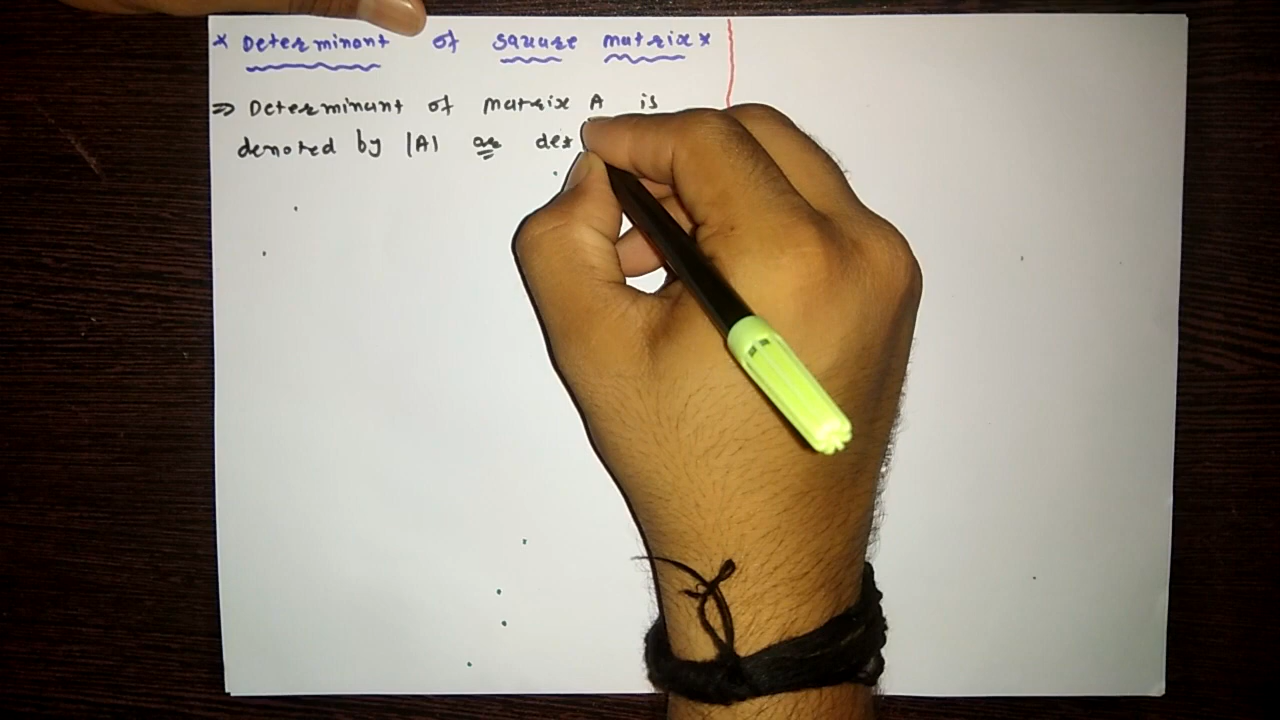 * Determinant of square matrix *
⇒ Determinant of matrix A is
denoted by |A| or det